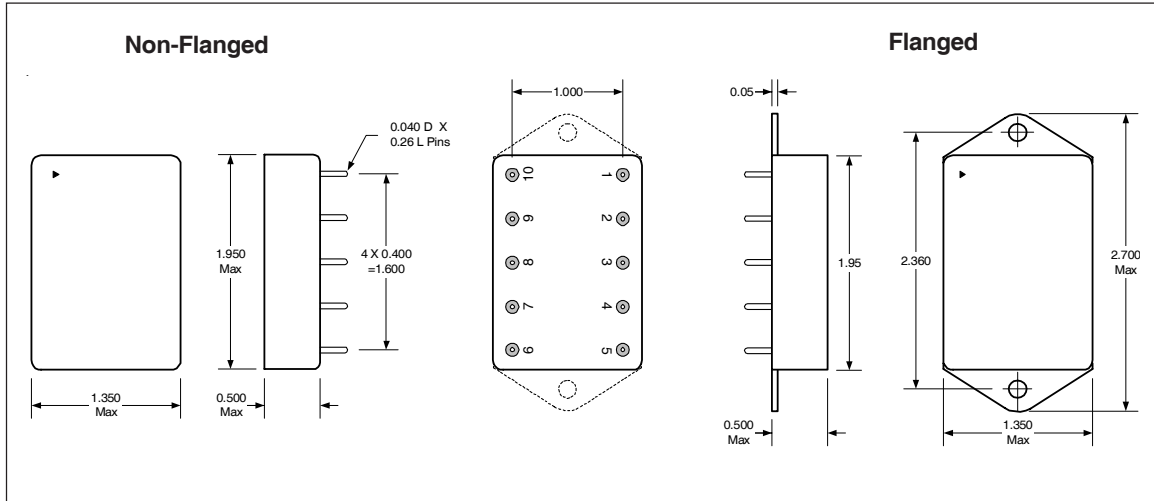 Non-Flanged
Flanged
1.000
0.05
0.040 D X
0.26 L Pins
10
1
9
2
8
3
7
4
6
5
1.950
Max
4 X 0.400
=1.600
1.95
2.360
2.700
Max
1.350
Max
0.500
Max
0.500
Max
1.350
Max